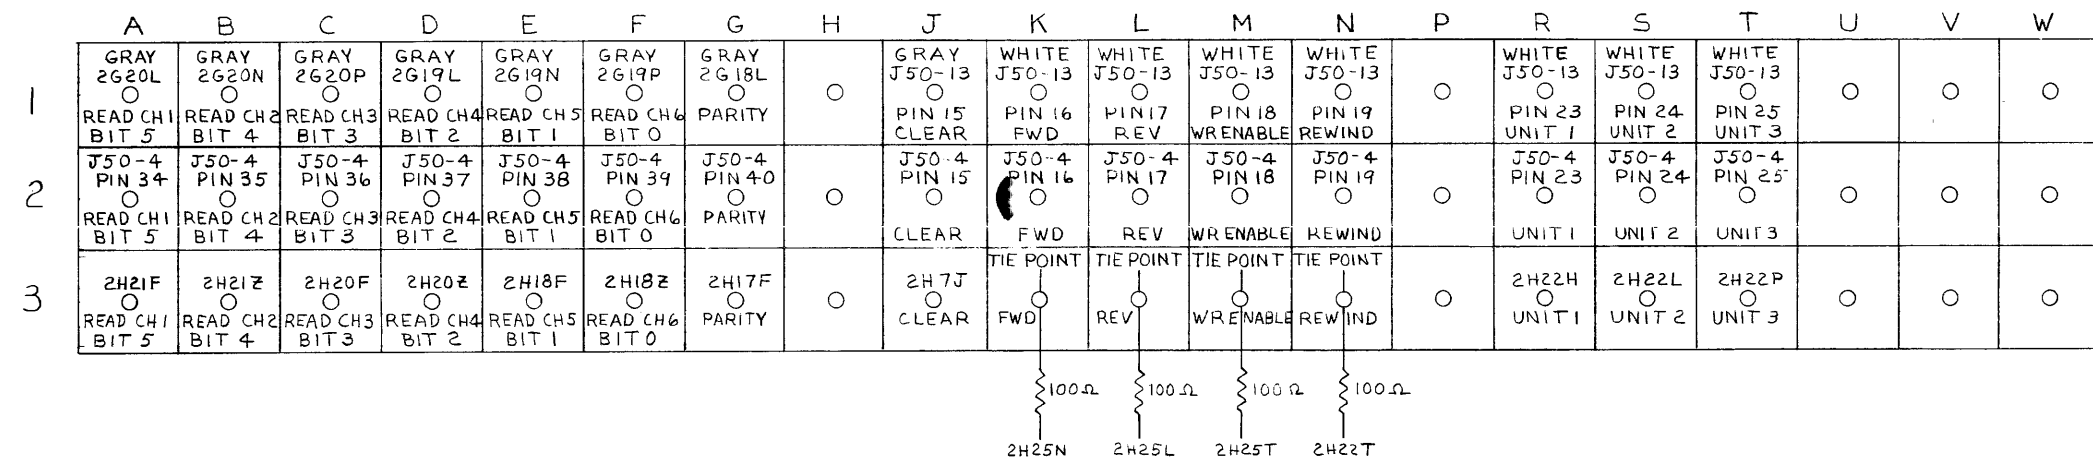 A B C D E F G H J K L M N P R S T U V W
1
GRAY GRAY GRAY GRAY GRAY GRAY GRAY GRAY WHITE WHITE WHITE WHITE WHITE WHITE WHITE
2G20L 2G20N 2G20P 2G19L 2G19N 2G19P 2G18L J50-13 J50-13 J50-13 J50-13 J50-13 J50-13 J50-13 J50-13
READ CH1 READ CH2 READ CH3 READ CH4 READ CH5 READ CH6 PARITY PIN 15 PIN 16 PIN 17 PIN 18 PIN 19 PIN 23 PIN 24 PIN 25
BIT 5 BIT 4 BIT 3 BIT 2 BIT 1 BIT 0 CLEAR FWD REV WR ENABLE REWIND UNIT 1 UNIT 2 UNIT 3
2
J50-4 J50-4 J50-4 J50-4 J50-4 J50-4 J50-4 J50-4 J50-4 J50-4 J50-4 J50-4 J50-4 J50-4 J50-4
PIN 34 PIN 35 PIN 36 PIN 37 PIN 38 PIN 39 PIN 40 PIN 15 PIN 16 PIN 17 PIN 18 PIN 19 PIN 23 PIN 24 PIN 25
READ CH1 READ CH2 READ CH3 READ CH4 READ CH5 READ CH6 PARITY
BIT 5 BIT 4 BIT 3 BIT 2 BIT 1 BIT 0 CLEAR FWD REV WR ENABLE REWIND UNIT 1 UNIT 2 UNIT 3
3
TIE POINT TIE POINT TIE POINT TIE POINT
2H21F 2H21Z 2H20F 2H20Z 2H18F 2H18Z 2H17F 2H7J 2H22H 2H22L 2H22P
READ CH1 READ CH2 READ CH3 READ CH4 READ CH5 READ CH6 PARITY CLEAR FWD REV WR ENABLE REWIND UNIT 1 UNIT 2 UNIT 3
BIT 5 BIT 4 BIT 3 BIT 2 BIT 1 BIT 0
100Ω 100Ω 100Ω 100Ω
2H25N 2H25L 2H25T 2H22T